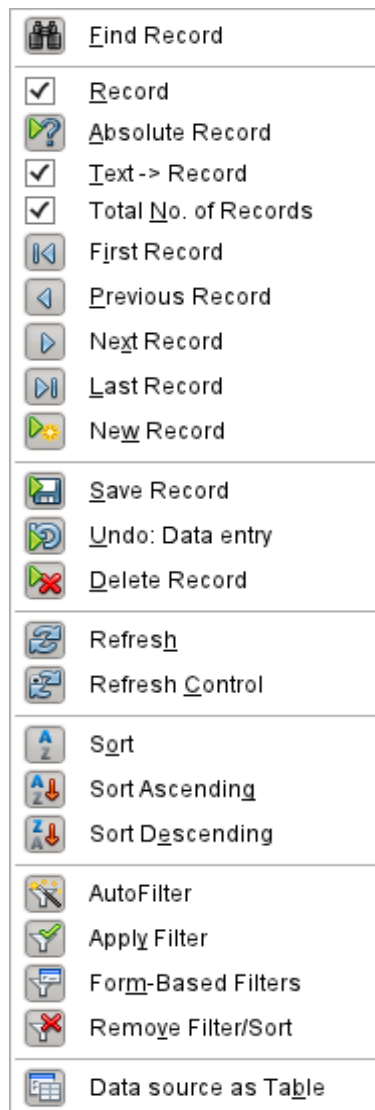 Find Record
Record
Absolute Record
Text -> Record
Total No. of Records
First Record
Previous Record
Next Record
Last Record
New Record
Save Record
Undo: Data entry
Delete Record
Refresh
Refresh Control
Sort
Sort Ascending
Sort Descending
AutoFilter
Apply Filter
Form-Based Filters
Remove Filter/Sort
Data source as Table